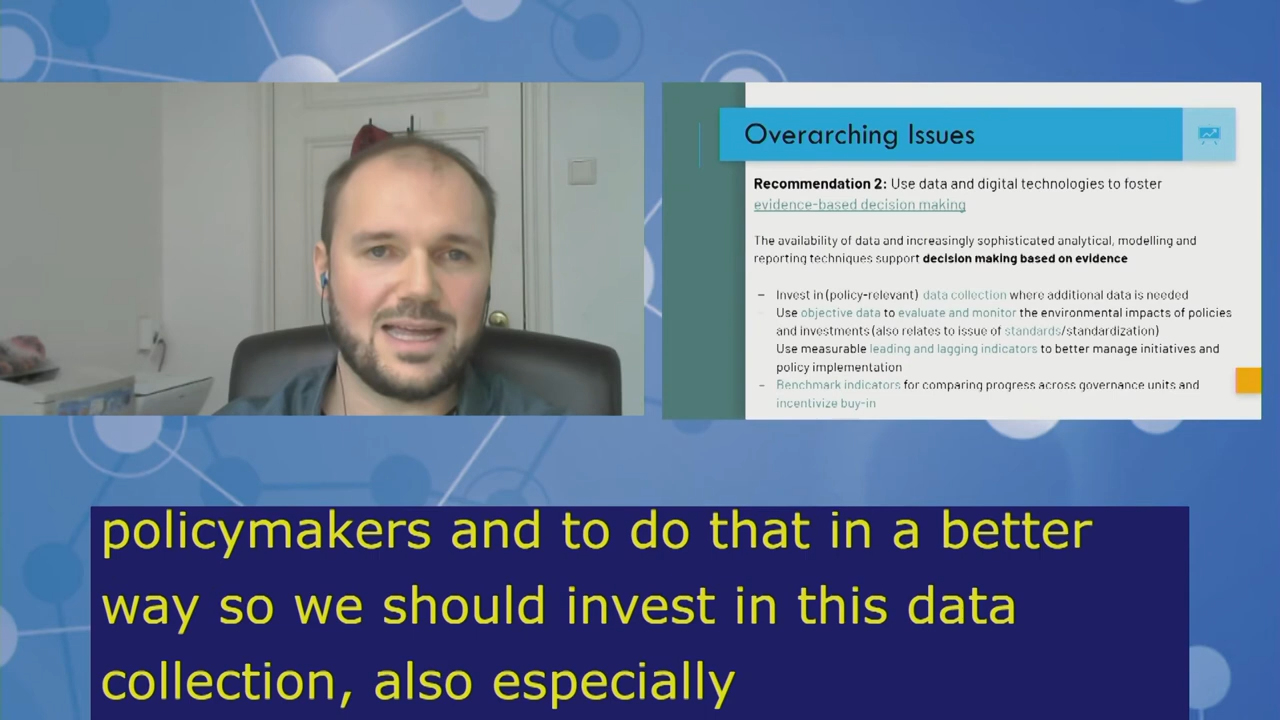 Overarching Issues
Recommendation 2: Use data and digital technologies to foster
evidence-based decision making
The availability of data and increasingly sophisticated analytical, modelling and
reporting techniques support decision making based on evidence
– Invest in (policy-relevant) data collection where additional data is needed
Use objective data to evaluate and monitor the environmental impacts of policies
and investments (also relates to issue of standards/standardization)
Use measurable leading and lagging indicators to better manage initiatives and
policy implementation
– Benchmark indicators for comparing progress across governance units and
incentivize buy-in
policymakers and to do that in a better
way so we should invest in this data
collection, also especially